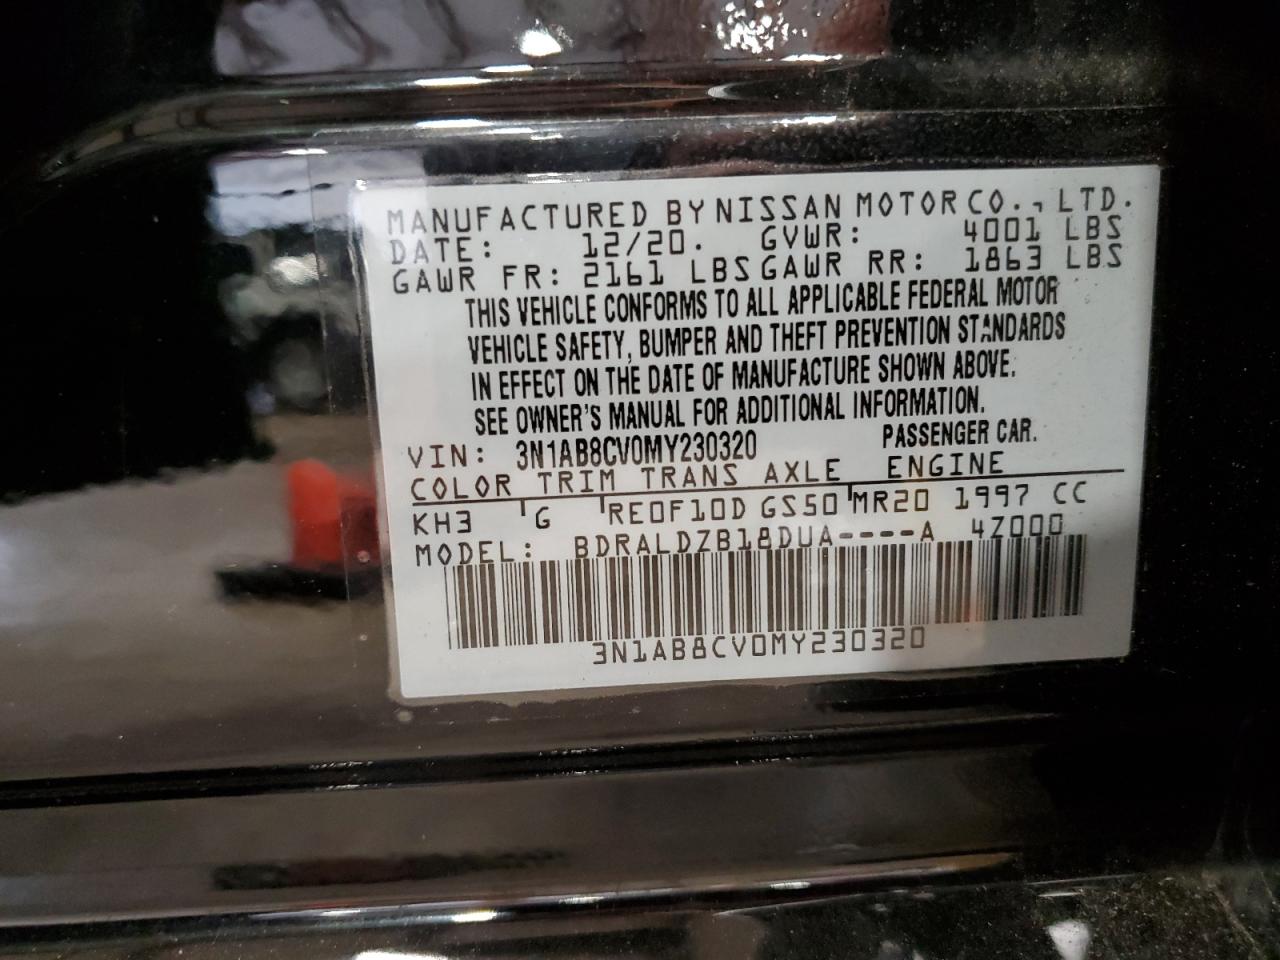 MANUFACTURED BY NISSAN MOTOR CO., LTD.
DATE: 12/20. GVWR: 4001 LBS
GAWR FR: 2161 LBS GAWR RR: 1863 LBS
THIS VEHICLE CONFORMS TO ALL APPLICABLE FEDERAL MOTOR
VEHICLE SAFETY, BUMPER AND THEFT PREVENTION STANDARDS
IN EFFECT ON THE DATE OF MANUFACTURE SHOWN ABOVE.
SEE OWNER'S MANUAL FOR ADDITIONAL INFORMATION.
VIN: 3N1AB8CV0MY230320 PASSENGER CAR.
COLOR TRIM TRANS AXLE ENGINE
KH3 G RE0F10D GS50 MR20 1997 CC
MODEL: BDRALDZB18DUA----A 4Z000
3N1AB8CV0MY230320